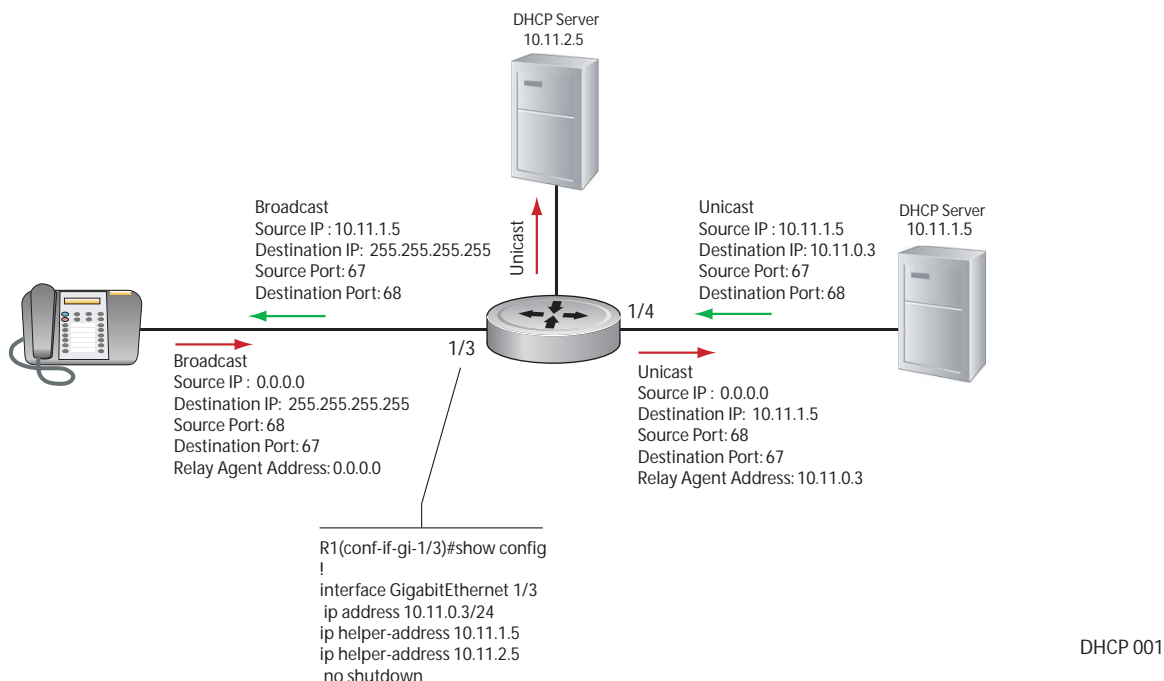 DHCP Server
10.11.2.5
Broadcast
Source IP : 10.11.1.5
Destination IP: 255.255.255.255
Source Port: 67
Destination Port: 68
Unicast
Unicast
Source IP : 10.11.1.5
Destination IP: 10.11.0.3
Source Port: 67
Destination Port: 68
DHCP Server
10.11.1.5
1/4
1/3
Broadcast
Source IP : 0.0.0.0
Destination IP: 255.255.255.255
Source Port: 68
Destination Port: 67
Relay Agent Address: 0.0.0.0
Unicast
Source IP : 0.0.0.0
Destination IP: 10.11.1.5
Source Port: 68
Destination Port: 67
Relay Agent Address: 10.11.0.3
R1(conf-if-gi-1/3)#show config
!
interface GigabitEthernet 1/3
ip address 10.11.0.3/24
ip helper-address 10.11.1.5
ip helper-address 10.11.2.5
no shutdown
DHCP 001